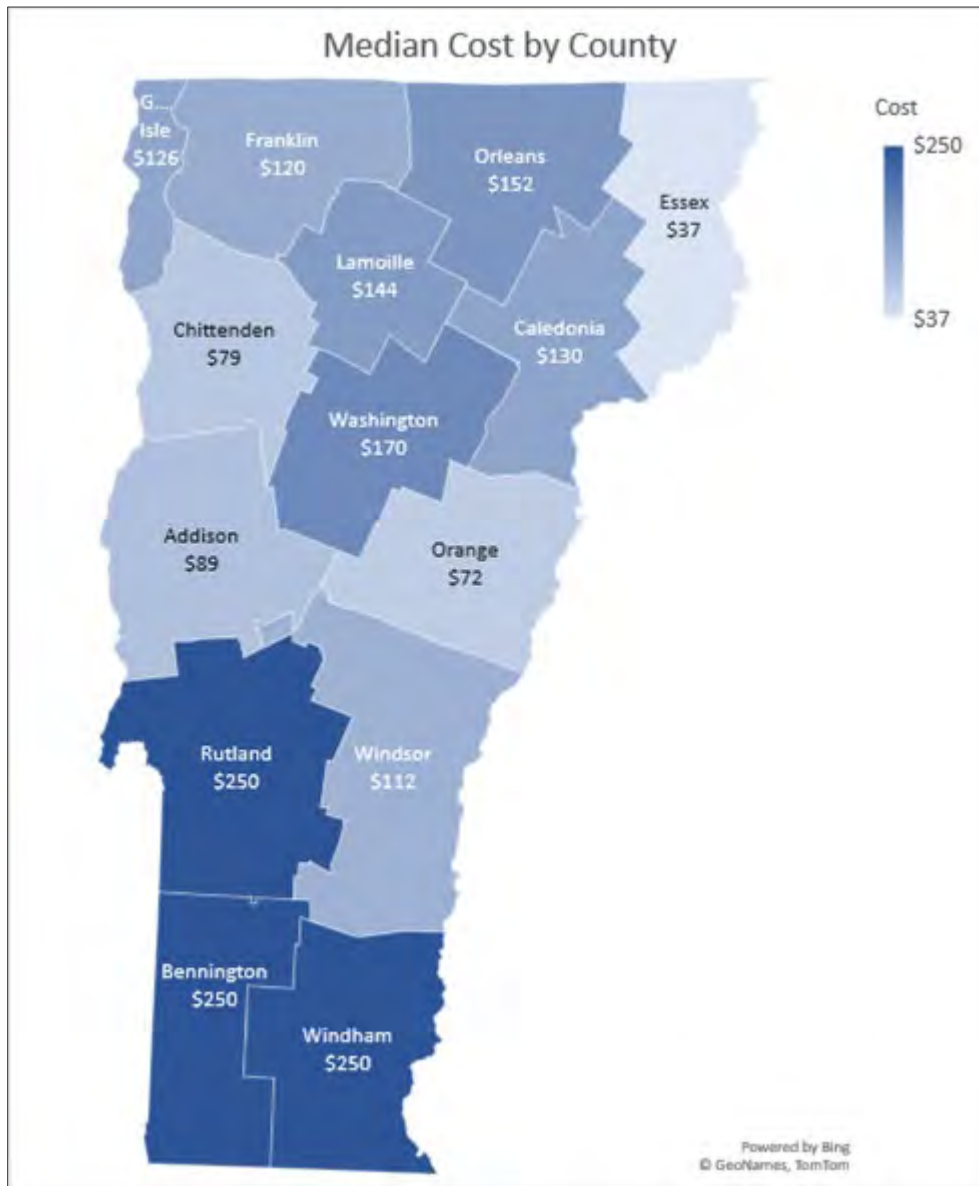 Median Cost by County
G....
Isle
$126
Franklin
$120
Orleans
$152
Essex
$37
Cost
$250
$37
Lamoille
$144
Chittenden
$79
Caledonia
$130
Washington
$170
Addison
$89
Orange
$72
Rutland
$250
Windsor
$112
Bennington
$250
Windham
$250
Powered by Bing
© GeoNames, TomTom